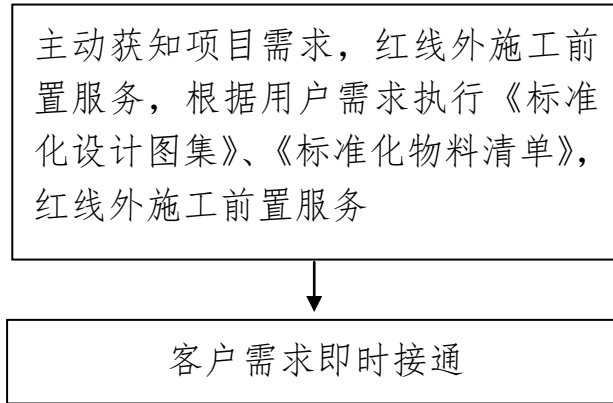 主动获知项目需求，红线外施工前
置服务，根据用户需求执行《标准
化设计图集》、《标准化物料清单》，
红线外施工前置服务
客户需求即时接通